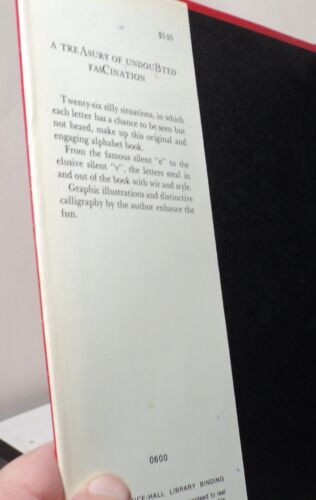 $5.95
A TREASURY OF UNDOUBTED
FASCINATION
Twenty-six silly situations, in which
each letter has a chance to be seen but
not heard, make up this original and
engaging alphabet book.
From the famous silent "e" to the
elusive silent "y", the letters steal in
and out of the book with wit and style.
Graphic illustrations and distinctive
calligraphy by the author enhance the
fun.
0600
-HALL LIBRARY BINDING
to last